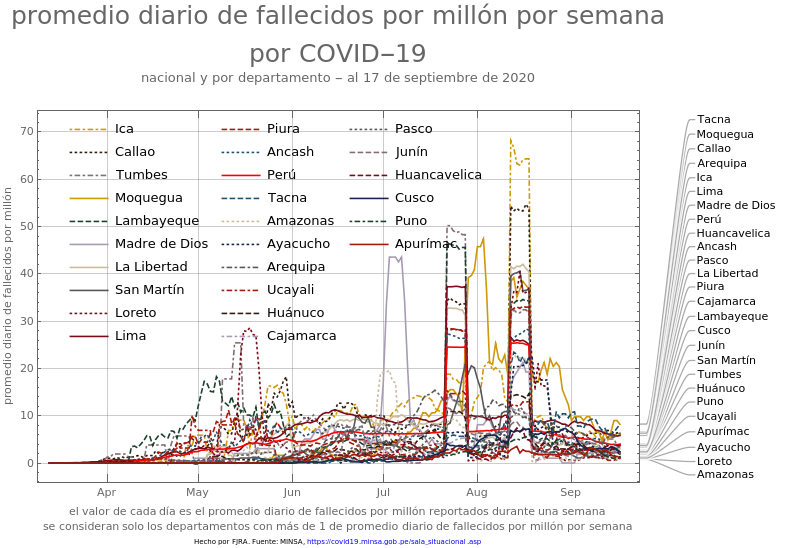 promedio diario de fallecidos por millón por semana
por COVID−19
nacional y por departamento − al 17 de septiembre de 2020
promedio diario de fallecidos por millón
70
60
50
40
30
20
10
0
Ica
Callao
Tumbes
Moquegua
Lambayeque
Madre de Dios
La Libertad
San Martín
Loreto
Lima
Piura
Ancash
Perú
Tacna
Amazonas
Ayacucho
Arequipa
Ucayali
Huánuco
Cajamarca
Pasco
Junín
Huancavelica
Cusco
Puno
Apurímac
Apr
May
Jun
Jul
Aug
Sep
Tacna
Moquegua
Callao
Arequipa
Ica
Lima
Madre de Dios
Perú
Huancavelica
Ancash
Pasco
La Libertad
Piura
Cajamarca
Lambayeque
Cusco
Junín
San Martín
Tumbes
Huánuco
Puno
Ucayali
Apurímac
Ayacucho
Loreto
Amazonas
el valor de cada día es el promedio diario de fallecidos por millón reportados durante una semana
se consideran solo los departamentos con más de 1 de promedio diario de fallecidos por millón por semana
Hecho por FJRA. Fuente: MINSA, https://covid19.minsa.gob.pe/sala_situacional.asp